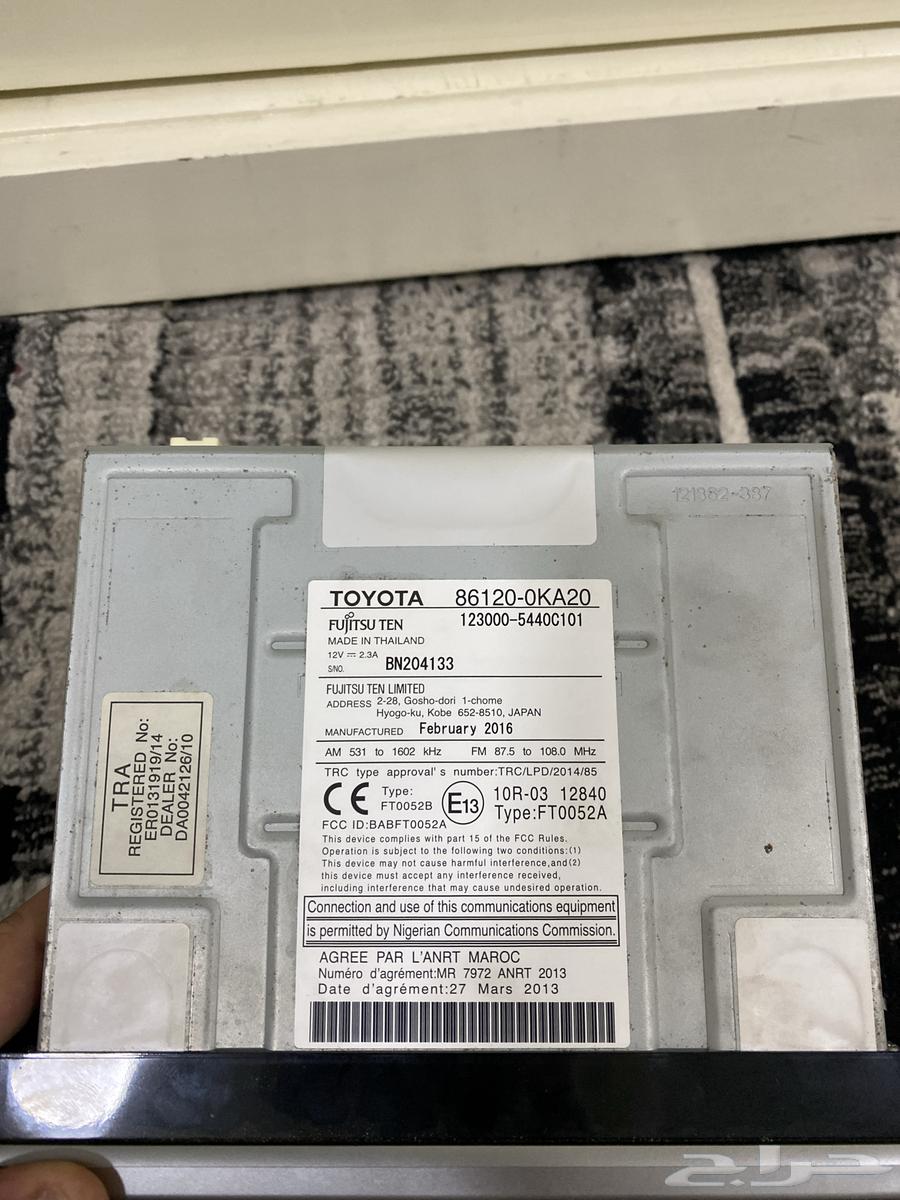 121382-387
TOYOTA 86120-0KA20
FUJITSU TEN 123000-5440C101
MADE IN THAILAND
12V 2.3A
S/NO. BN204133
FUJITSU TEN LIMITED
ADDRESS 2-28, Gosho-dori 1-chome
Hyogo-ku, Kobe 652-8510, JAPAN
MANUFACTURED February 2016
AM 531 to 1602 kHz FM 87.5 to 108.0 MHz
TRC type approval's number:TRC/LPD/2014/85
CE Type: FT0052B E13 10R-03 12840
Type:FT0052A
FCC ID:BABFT0052A
This device complies with part 15 of the FCC Rules.
Operation is subject to the following two conditions:(1)
This device may not cause harmful interference,and(2)
this device must accept any interference received,
including interference that may cause undesired operation.
Connection and use of this communications equipment
is permitted by Nigerian Communications Commission.
AGREE PAR L'ANRT MAROC
Numéro d'agrément:MR 7972 ANRT 2013
Date d'agrément:27 Mars 2013
TRA
REGISTERED No:
ER0131919/14
DEALER No:
DA0042126/10
حراج